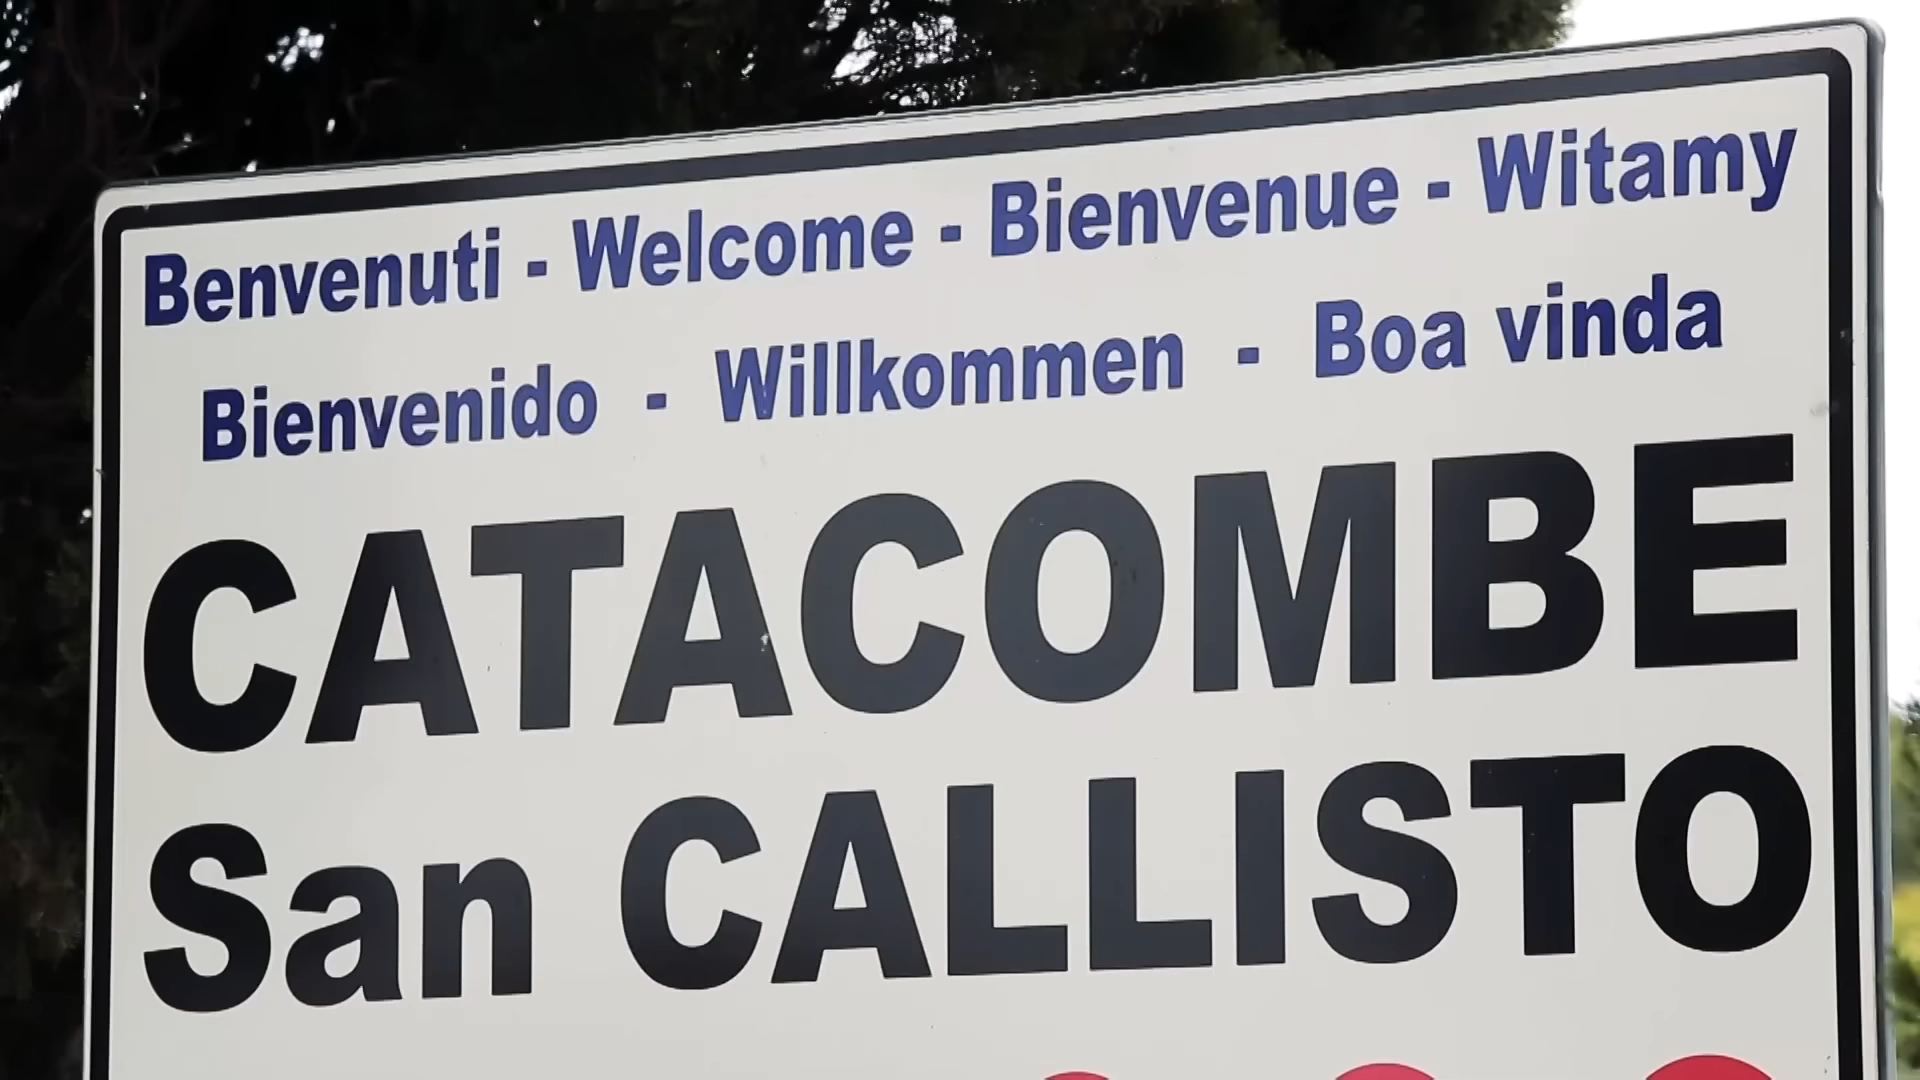 Benvenuti - Welcome - Bienvenue - Witamy
Bienvenido - Willkommen - Boa vinda
CATACOMBE
San CALLISTO